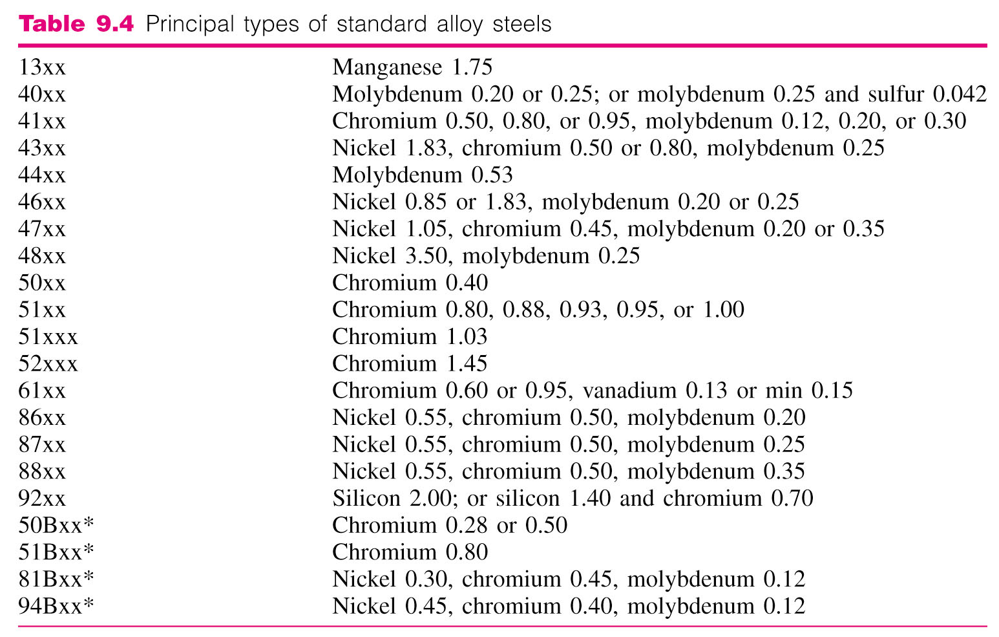 Table 9.4 Principal types of standard alloy steels
13xx Manganese 1.75
40xx Molybdenum 0.20 or 0.25; or molybdenum 0.25 and sulfur 0.042
41xx Chromium 0.50, 0.80, or 0.95, molybdenum 0.12, 0.20, or 0.30
43xx Nickel 1.83, chromium 0.50 or 0.80, molybdenum 0.25
44xx Molybdenum 0.53
46xx Nickel 0.85 or 1.83, molybdenum 0.20 or 0.25
47xx Nickel 1.05, chromium 0.45, molybdenum 0.20 or 0.35
48xx Nickel 3.50, molybdenum 0.25
50xx Chromium 0.40
51xx Chromium 0.80, 0.88, 0.93, 0.95, or 1.00
51xxx Chromium 1.03
52xxx Chromium 1.45
61xx Chromium 0.60 or 0.95, vanadium 0.13 or min 0.15
86xx Nickel 0.55, chromium 0.50, molybdenum 0.20
87xx Nickel 0.55, chromium 0.50, molybdenum 0.25
88xx Nickel 0.55, chromium 0.50, molybdenum 0.35
92xx Silicon 2.00; or silicon 1.40 and chromium 0.70
50Bxx* Chromium 0.28 or 0.50
51Bxx* Chromium 0.80
81Bxx* Nickel 0.30, chromium 0.45, molybdenum 0.12
94Bxx* Nickel 0.45, chromium 0.40, molybdenum 0.12